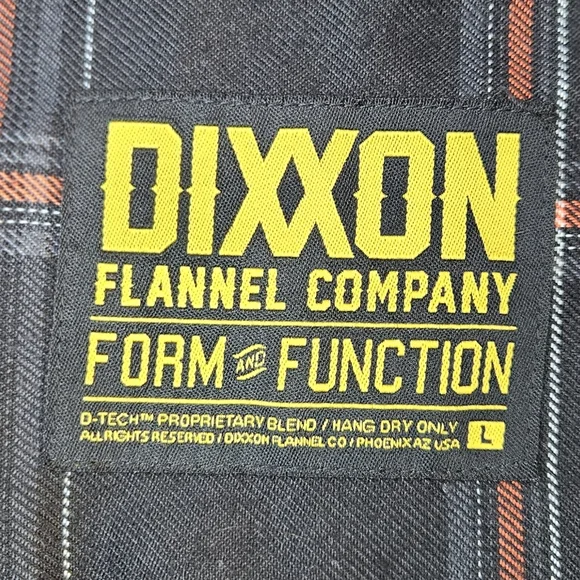 DIXXON
FLANNEL COMPANY
FORM AND FUNCTION
D-TECH™ PROPRIETARY BLEND / HANG DRY ONLY
ALL RIGHTS RESERVED / DIXXON FLANNEL CO / PHOENIX AZ USA L